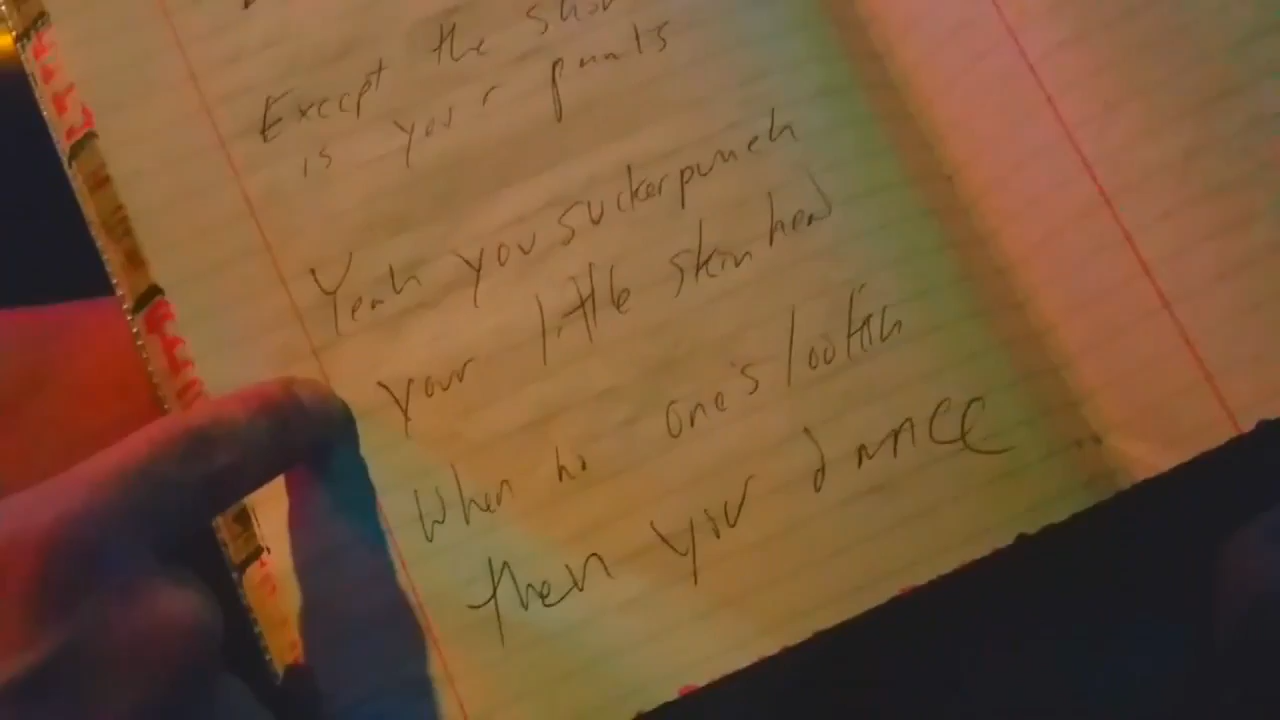 Except the
is your pants
Yeah you suckerpunch
your little skinhead
When no one's lookin
then you dance